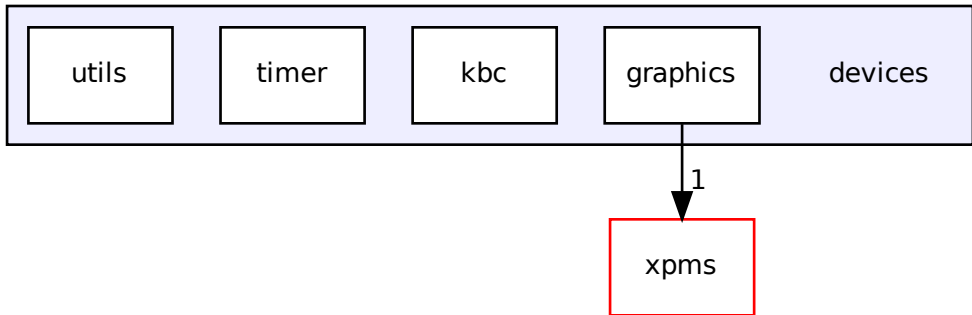 utils
timer
kbc
graphics
devices
1
xpms